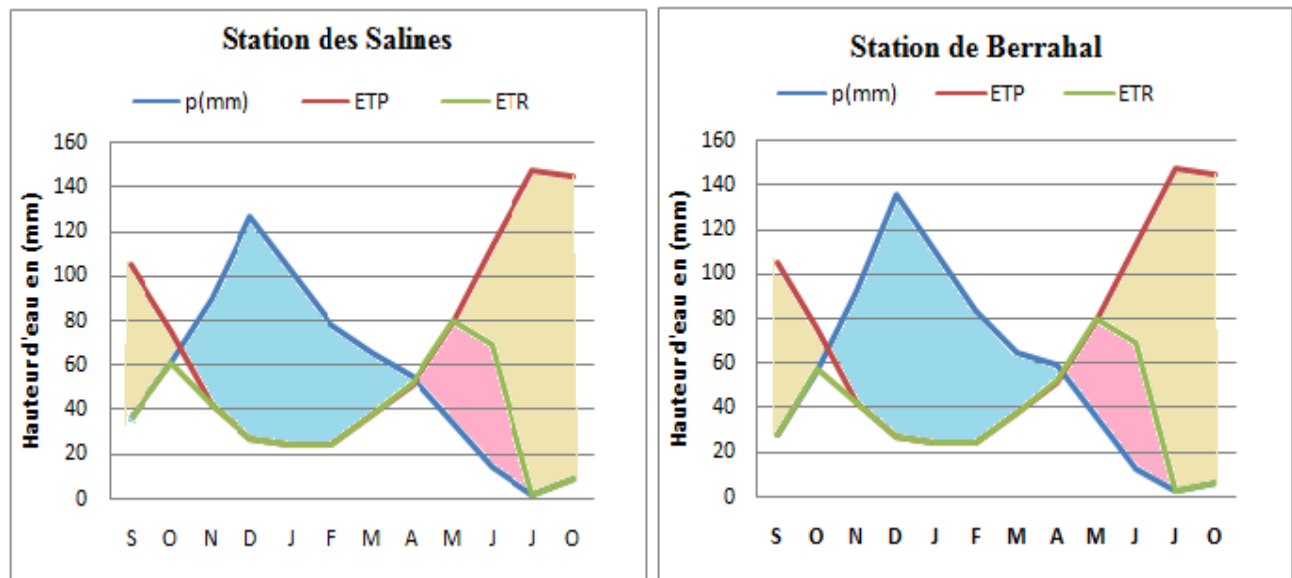 Station des Salines
p(mm) ETP ETR
Hauteur d'eau en (mm)
160
140
120
100
80
60
40
20
0
S O N D J F M A M J J O
Station de Berrahal
p(mm) ETP ETR
Hauteur d'eau en (mm)
160
140
120
100
80
60
40
20
0
S O N D J F M A M J J O